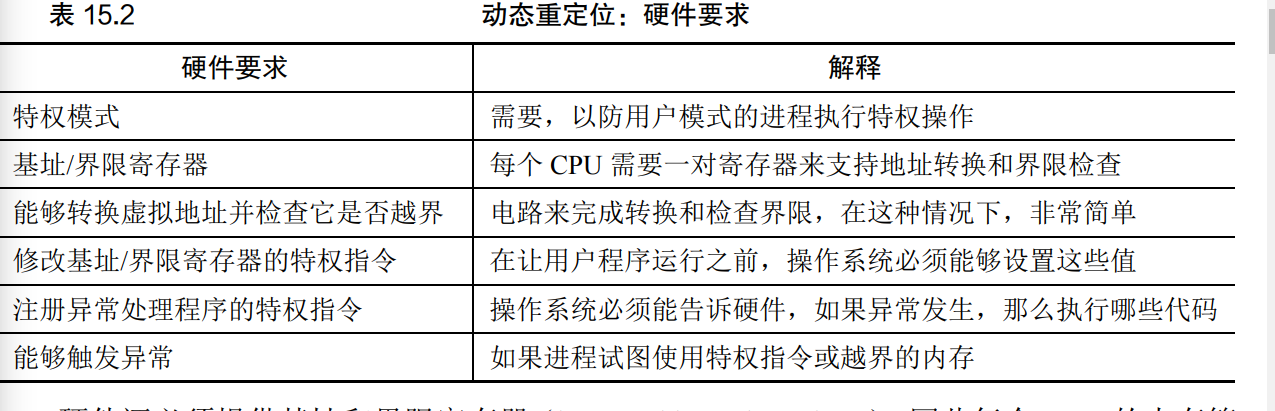 表 15.2 动态重定位：硬件要求
硬件要求 解释
特权模式 需要，以防用户模式的进程执行特权操作
基址/界限寄存器 每个 CPU 需要一对寄存器来支持地址转换和界限检查
能够转换虚拟地址并检查它是否越界 电路来完成转换和检查界限，在这种情况下，非常简单
修改基址/界限寄存器的特权指令 在让用户程序运行之前，操作系统必须能够设置这些值
注册异常处理程序的特权指令 操作系统必须能告诉硬件，如果异常发生，那么执行哪些代码
能够触发异常 如果进程试图使用特权指令或越界的内存